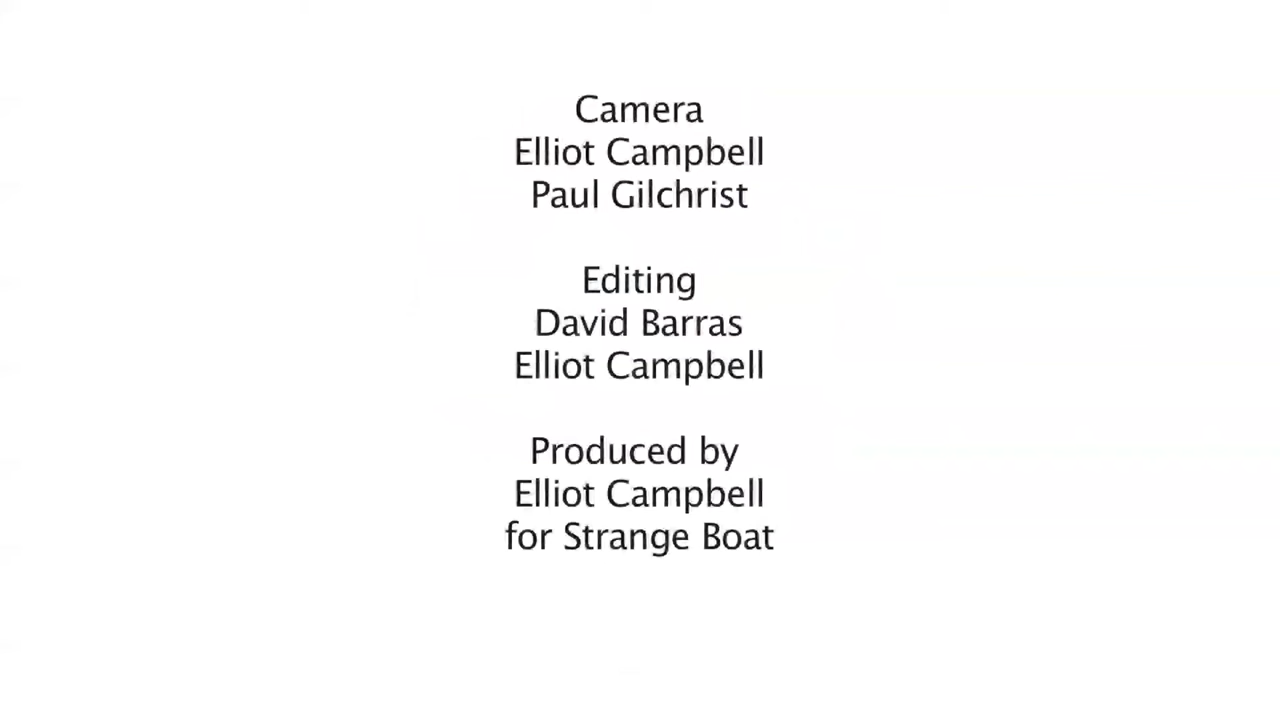 Camera
Elliot Campbell
Paul Gilchrist
Editing
David Barras
Elliot Campbell
Produced by
Elliot Campbell
for Strange Boat